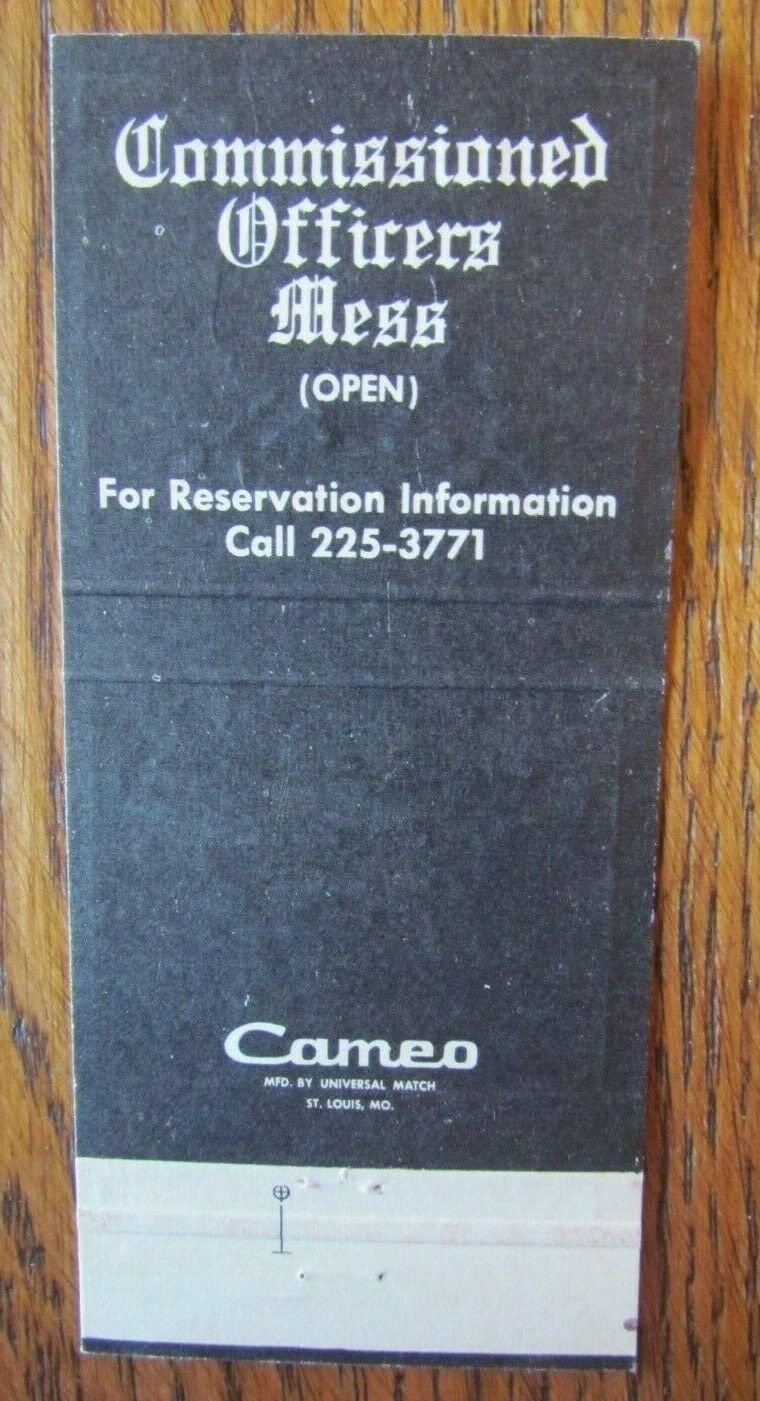 Commissioned
Officers
Mess
(OPEN)
For Reservation Information
Call 225-3771
Cameo
MFD. BY UNIVERSAL MATCH
ST. LOUIS, MO.